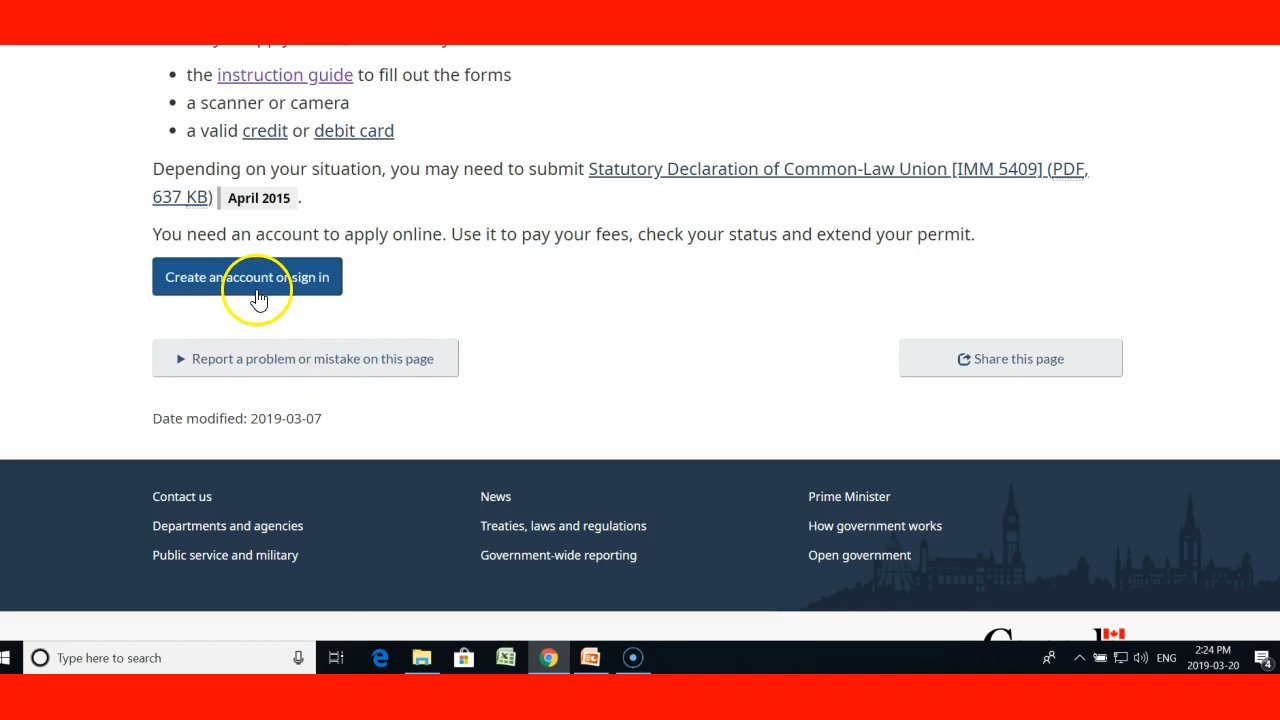 the instruction guide to fill out the forms
a scanner or camera
a valid credit or debit card
Depending on your situation, you may need to submit Statutory Declaration of Common-Law Union [IMM 5409] (PDF,
637 KB) April 2015 .
You need an account to apply online. Use it to pay your fees, check your status and extend your permit.
Create an account or sign in
Report a problem or mistake on this page
Share this page
Date modified: 2019-03-07
Contact us
News
Prime Minister
Departments and agencies
Treaties, laws and regulations
How government works
Public service and military
Government-wide reporting
Open government
Type here to search
ENG
2:24 PM
2019-03-20
4